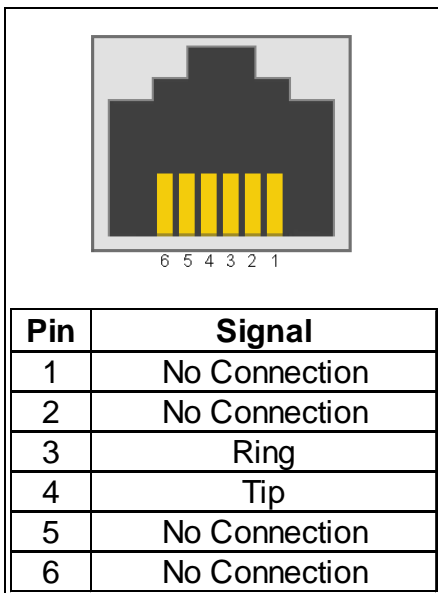 6 5 4 3 2 1
Pin Signal
1 No Connection
2 No Connection
3 Ring
4 Tip
5 No Connection
6 No Connection